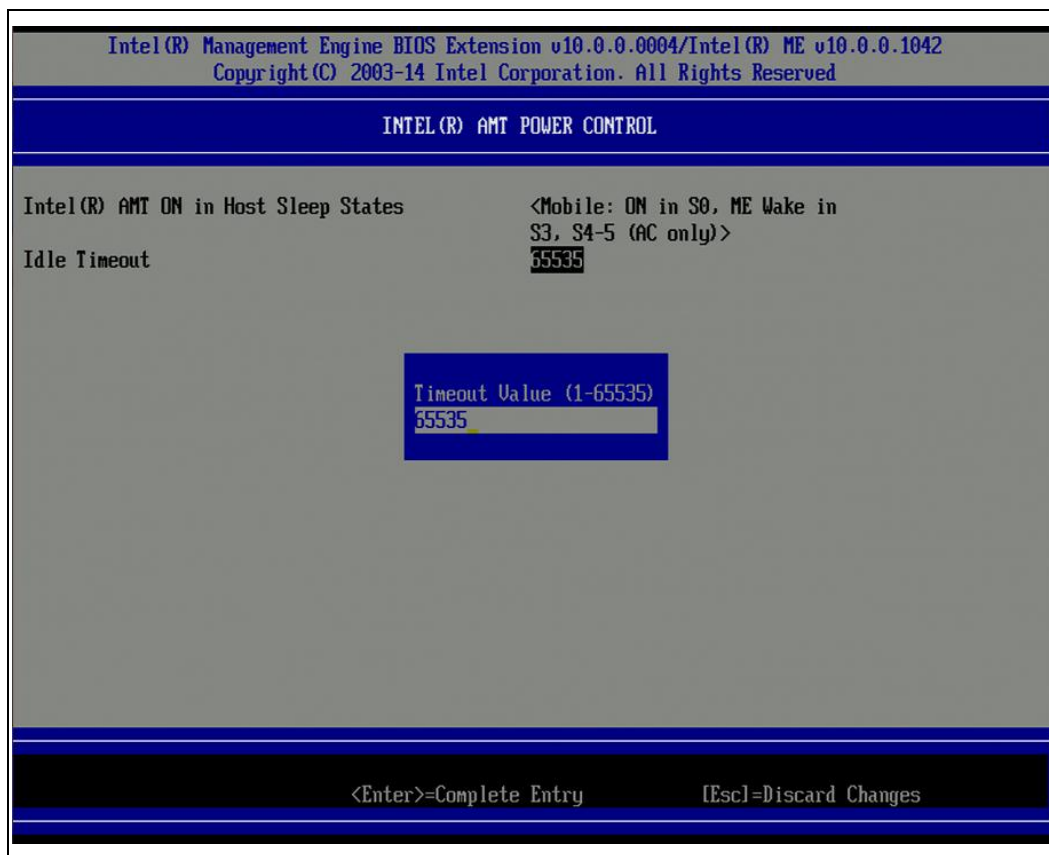 Intel(R) Management Engine BIOS Extension v10.0.0.0004/Intel(R) ME v10.0.0.1042
Copyright(C) 2003-14 Intel Corporation. All Rights Reserved
INTEL(R) AMT POWER CONTROL
Intel(R) AMT ON in Host Sleep States <Mobile: ON in S0, ME Wake in
S3, S4-5 (AC only)>
Idle Timeout 65535
Timeout Value (1-65535)
65535_
<Enter>=Complete Entry [Esc]=Discard Changes